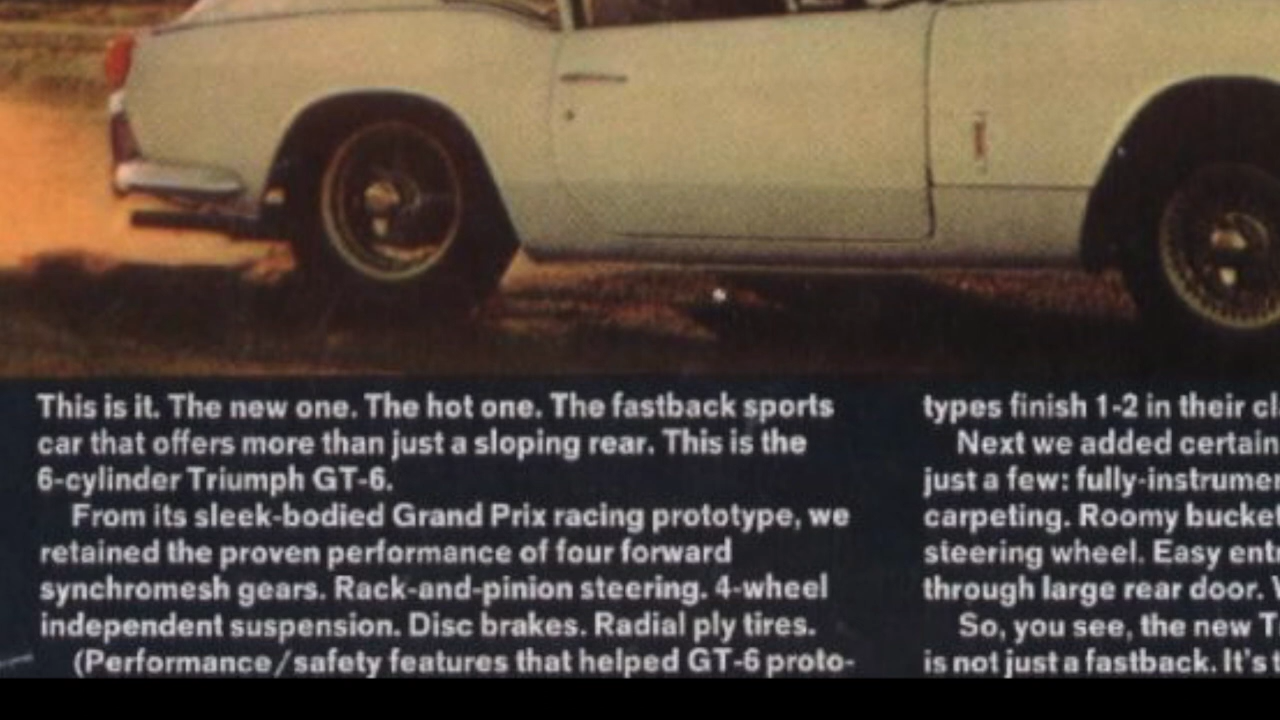 This is it. The new one. The hot one. The fastback sports
car that offers more than just a sloping rear. This is the
6-cylinder Triumph GT-6.
From its sleek-bodied Grand Prix racing prototype, we
retained the proven performance of four forward
synchromesh gears. Rack-and-pinion steering. 4-wheel
independent suspension. Disc brakes. Radial ply tires.
(Performance/safety features that helped GT-6 proto-
types finish 1-2 in their
Next we added certain
just a few:
carpeting. Roomy
steering wheel. Easy
through large rear door.
So, you see, the new
is not just a fastback. It's